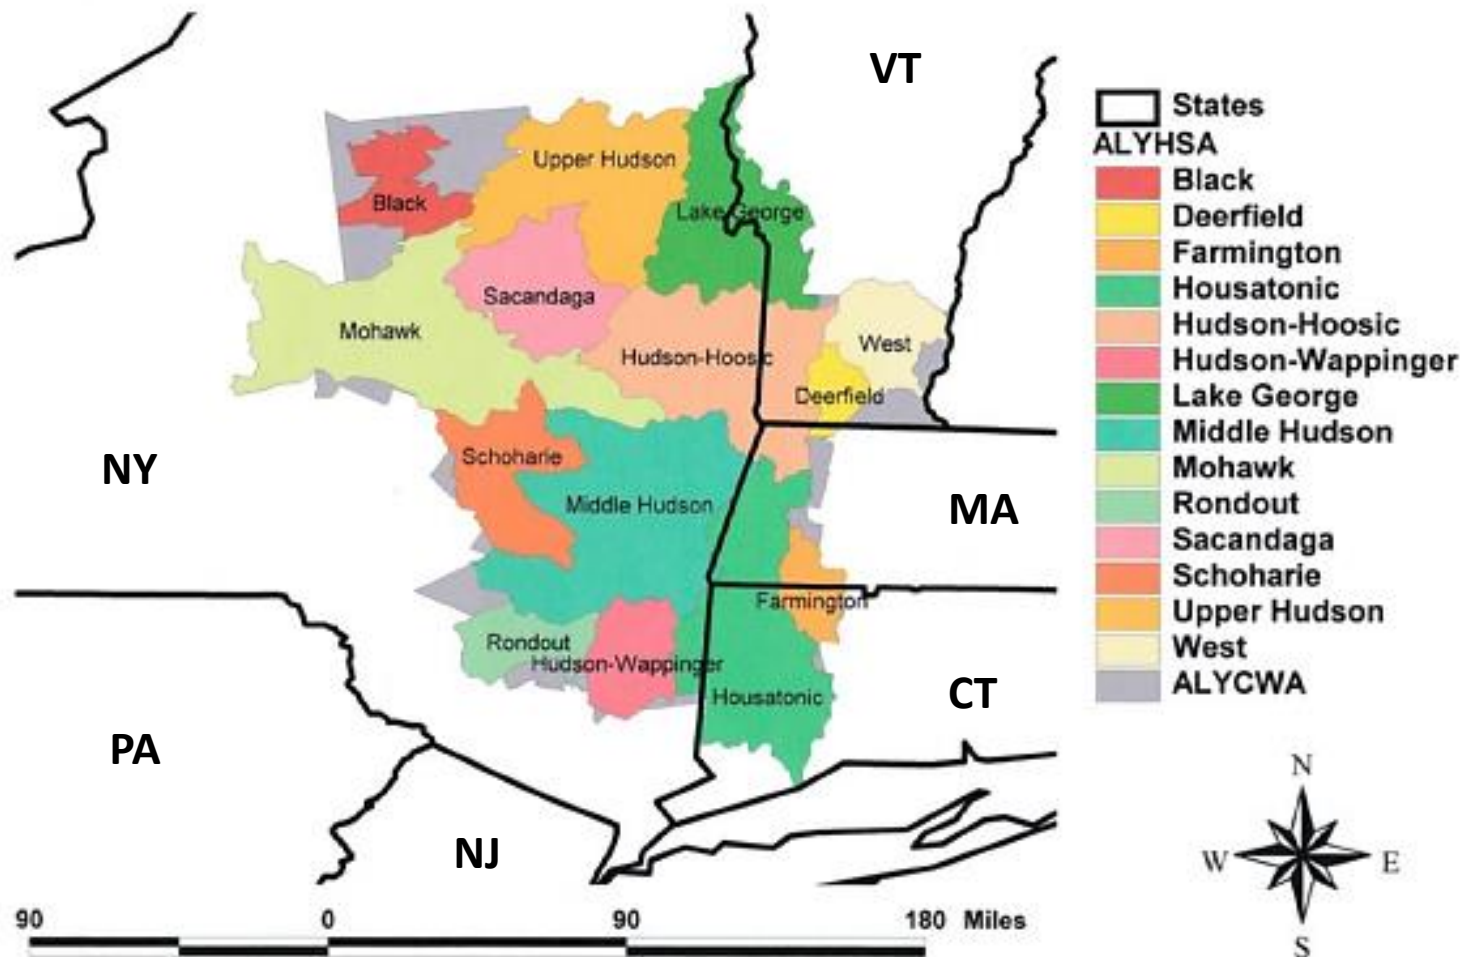 VT
States
ALYHSA
Black
Deerfield
Farmington
Housatonic
Hudson-Hoosic
Hudson-Wappinger
Lake George
Middle Hudson
Mohawk
Rondout
Sacandaga
Schoharie
Upper Hudson
West
ALYCWA
Upper Hudson
Black
Lake George
Sacandaga
Mohawk
Hudson-Hoosic
West
Deerfield
NY
Schoharie
Middle Hudson
MA
Farmington
Rondout
Hudson-Wappinger
Housatonic
CT
PA
NJ
N
W
E
S
90 0 90 180 Miles